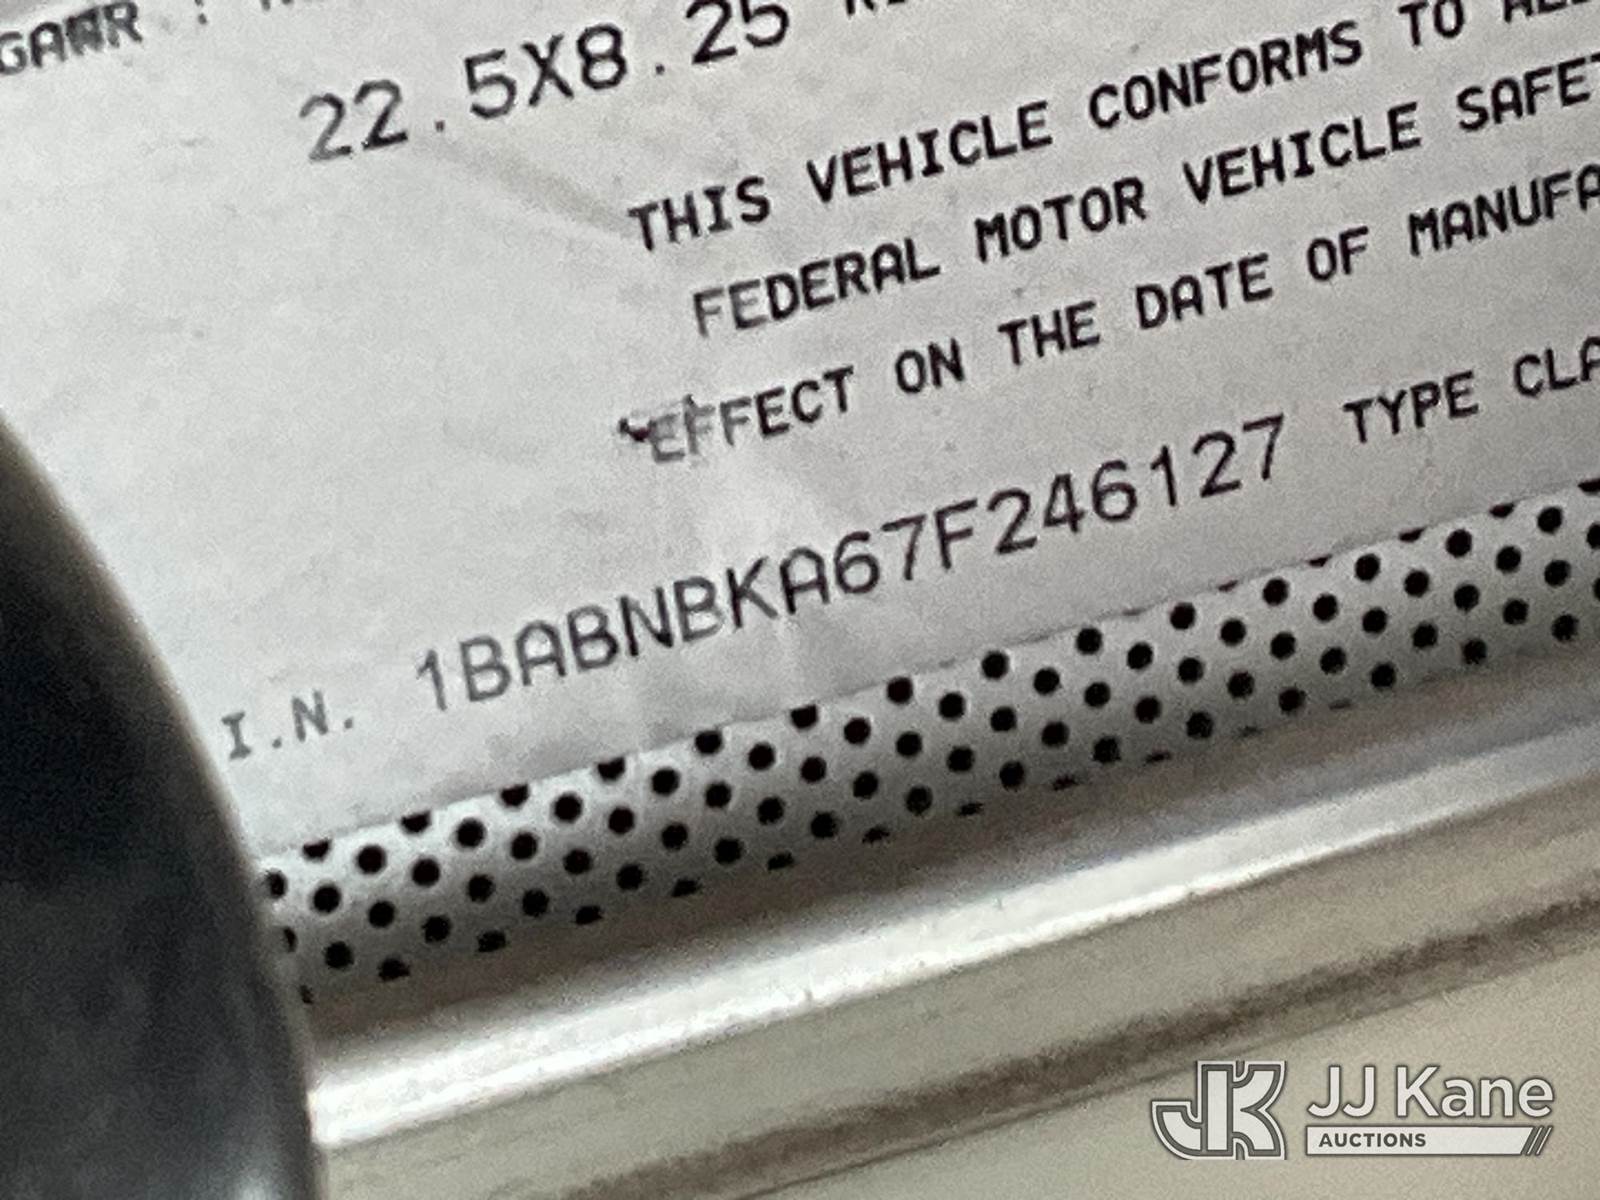 GAWR :
22.5X8.25
THIS VEHICLE CONFORMS TO
FEDERAL MOTOR VEHICLE
EFFECT ON THE DATE OF
I.N. 1BABNBKA67F246127 TYPE
JJ Kane
AUCTIONS